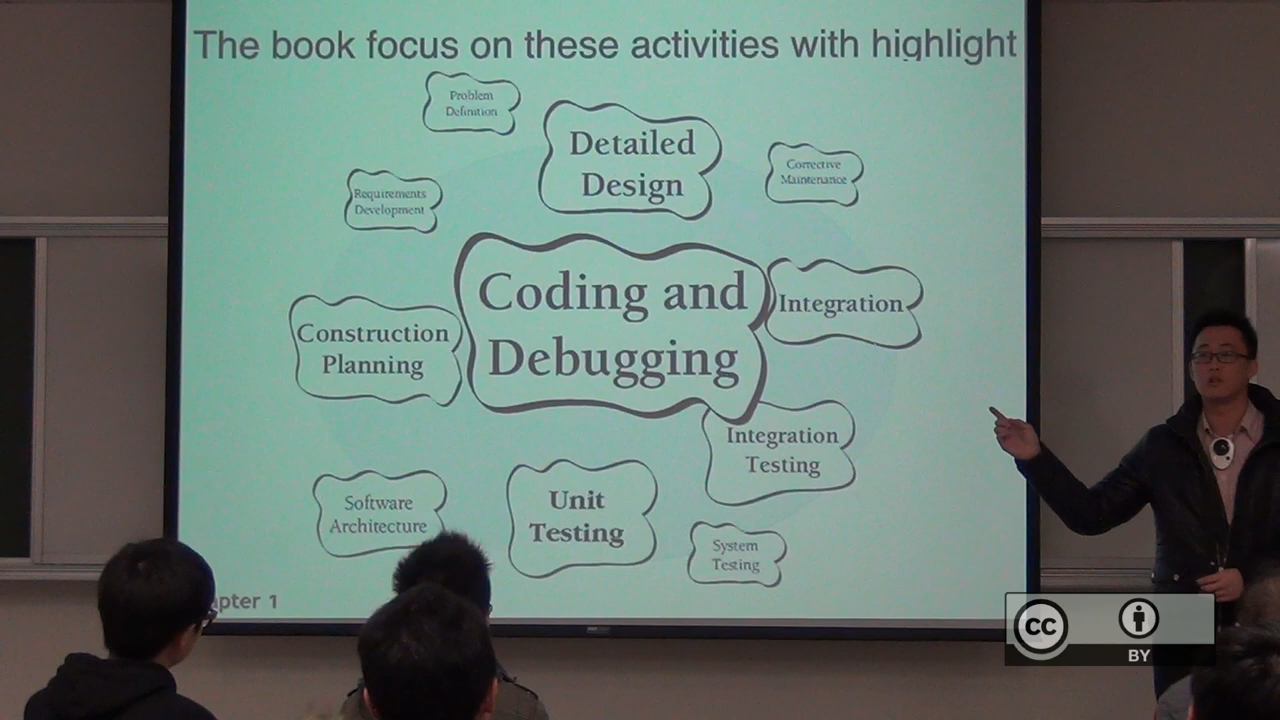 The book focus on these activities with highlight
Problem
Definition
Detailed
Design
Corrective
Maintenance
Requirements
Development
Coding and
Debugging
Integration
Construction
Planning
Integration
Testing
Software
Architecture
Unit
Testing
System
Testing
apter 1
CC
BY